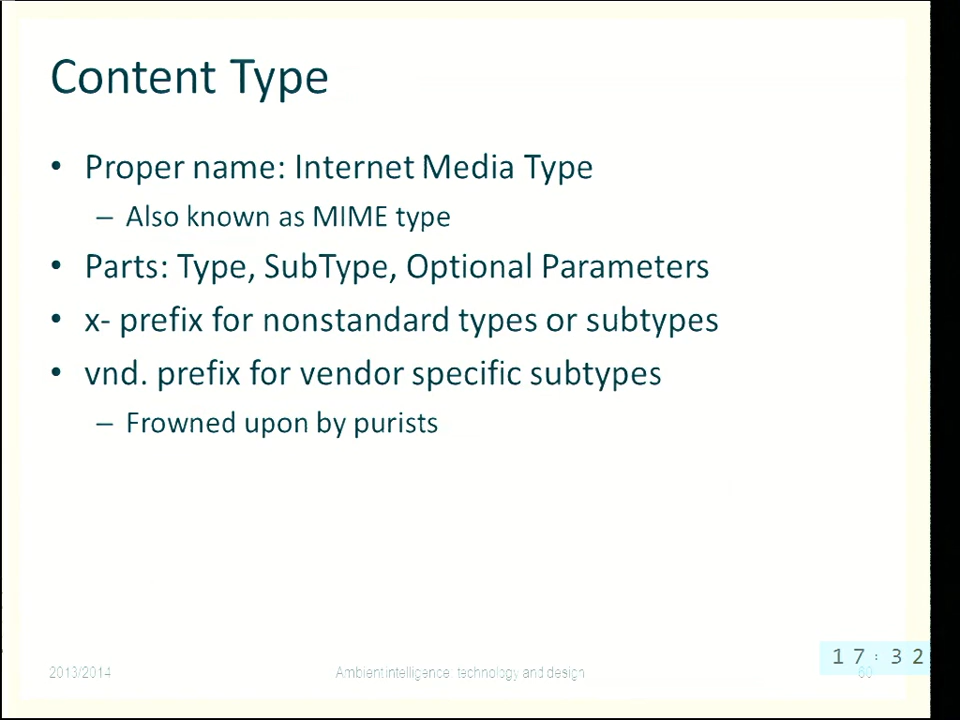 Content Type
• Proper name: Internet Media Type
– Also known as MIME type
• Parts: Type, SubType, Optional Parameters
• x- prefix for nonstandard types or subtypes
• vnd. prefix for vendor specific subtypes
– Frowned upon by purists
17:32
2013/2014
Ambient intelligence: technology and design
60